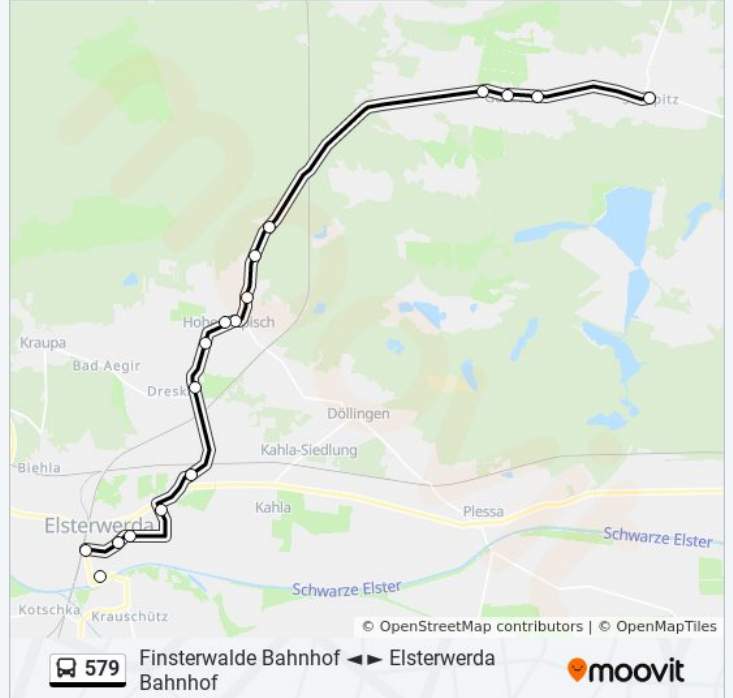 Hohe
pisch
Kraupa
Bad Aegir
Dresk
Döllingen
Kahla-Siedlung
Biehla
Kahla
Plessa
Elsterwerda
Schwarze Elster
Schwarze Elster
Kotschka
Krauschütz
© OpenStreetMap contributors | © OpenMapTiles
579
Finsterwalde Bahnhof ◄► Elsterwerda
Bahnhof
moovit